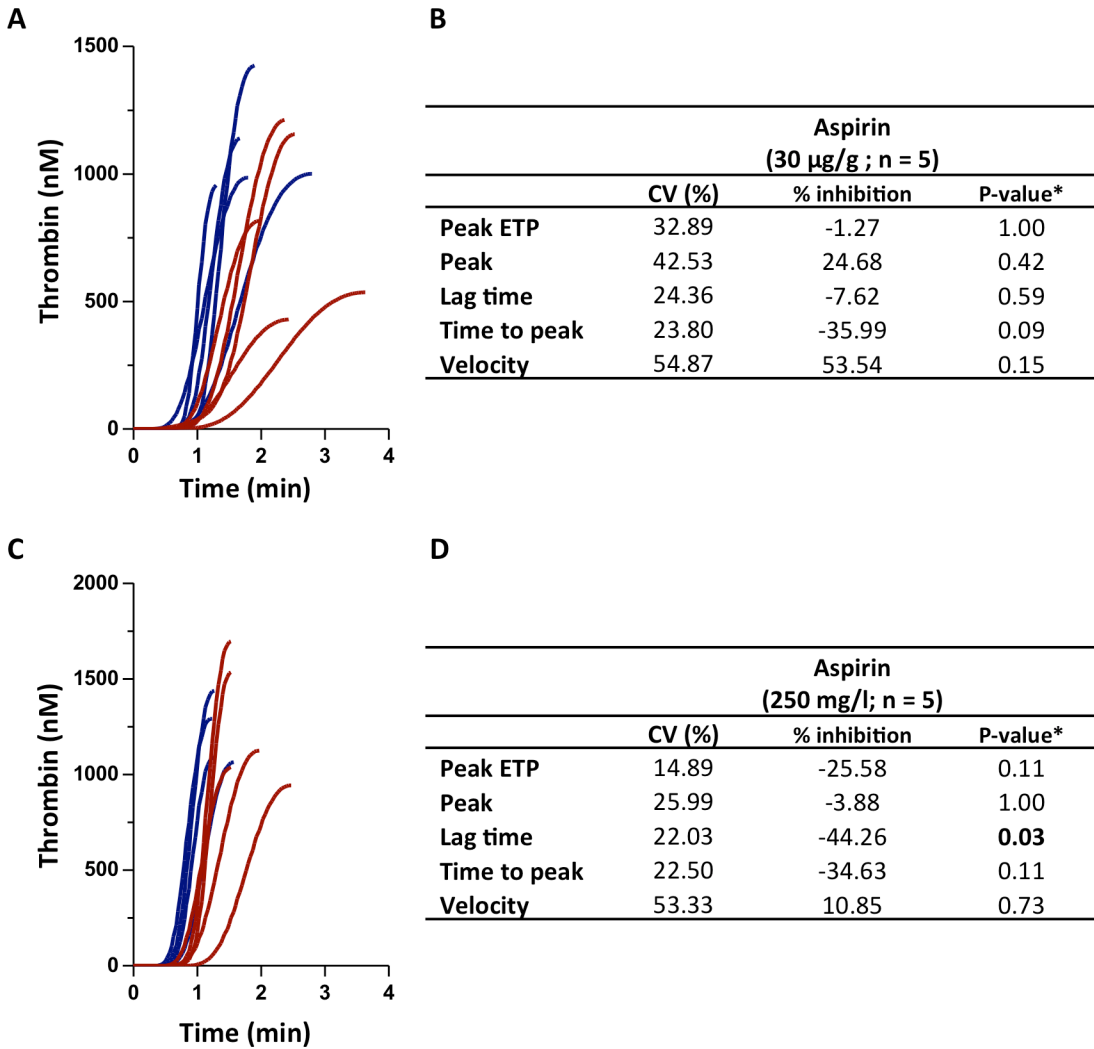 A
B
1500
1000
500
0
Thrombin (nM)
0 1 2 3 4
Time (min)
Aspirin
(30 µg/g ; n = 5)
CV (%) % inhibition P-value*
Peak ETP 32.89 -1.27 1.00
Peak 42.53 24.68 0.42
Lag time 24.36 -7.62 0.59
Time to peak 23.80 -35.99 0.09
Velocity 54.87 53.54 0.15
C
D
2000
1500
1000
500
0
Thrombin (nM)
0 1 2 3 4
Time (min)
Aspirin
(250 mg/l; n = 5)
CV (%) % inhibition P-value*
Peak ETP 14.89 -25.58 0.11
Peak 25.99 -3.88 1.00
Lag time 22.03 -44.26 0.03
Time to peak 22.50 -34.63 0.11
Velocity 53.33 10.85 0.73